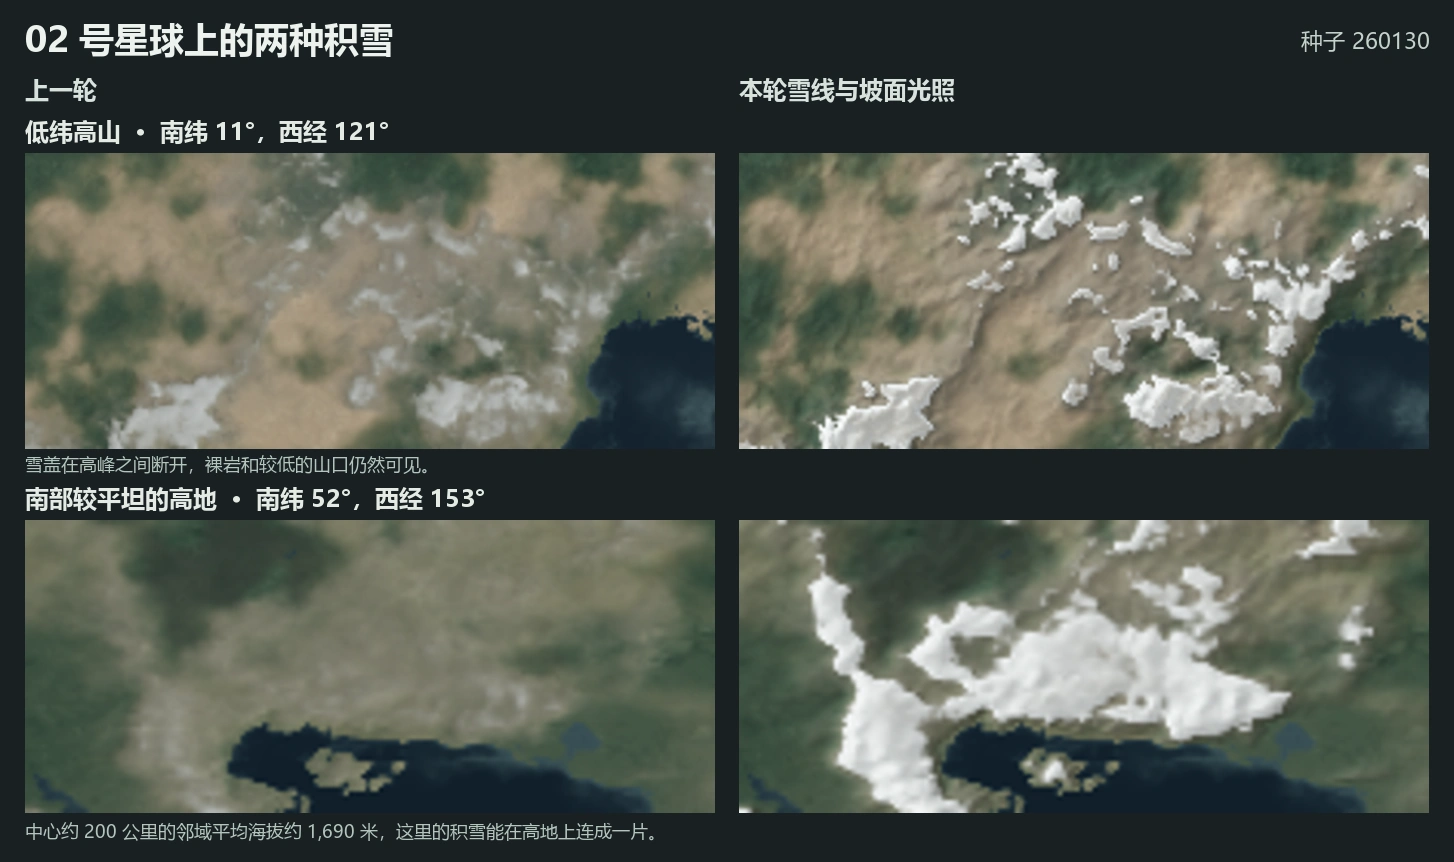 02 号星球上的两种积雪
种子 260130
上一轮
本轮雪线与坡面光照
低纬高山 • 南纬 11°，西经 121°
雪盖在高峰之间断开，裸岩和较低的山口仍然可见。
南部较平坦的高地 • 南纬 52°，西经 153°
中心约 200 公里的邻域平均海拔约 1,690 米，这里的积雪能在高地上连成一片。